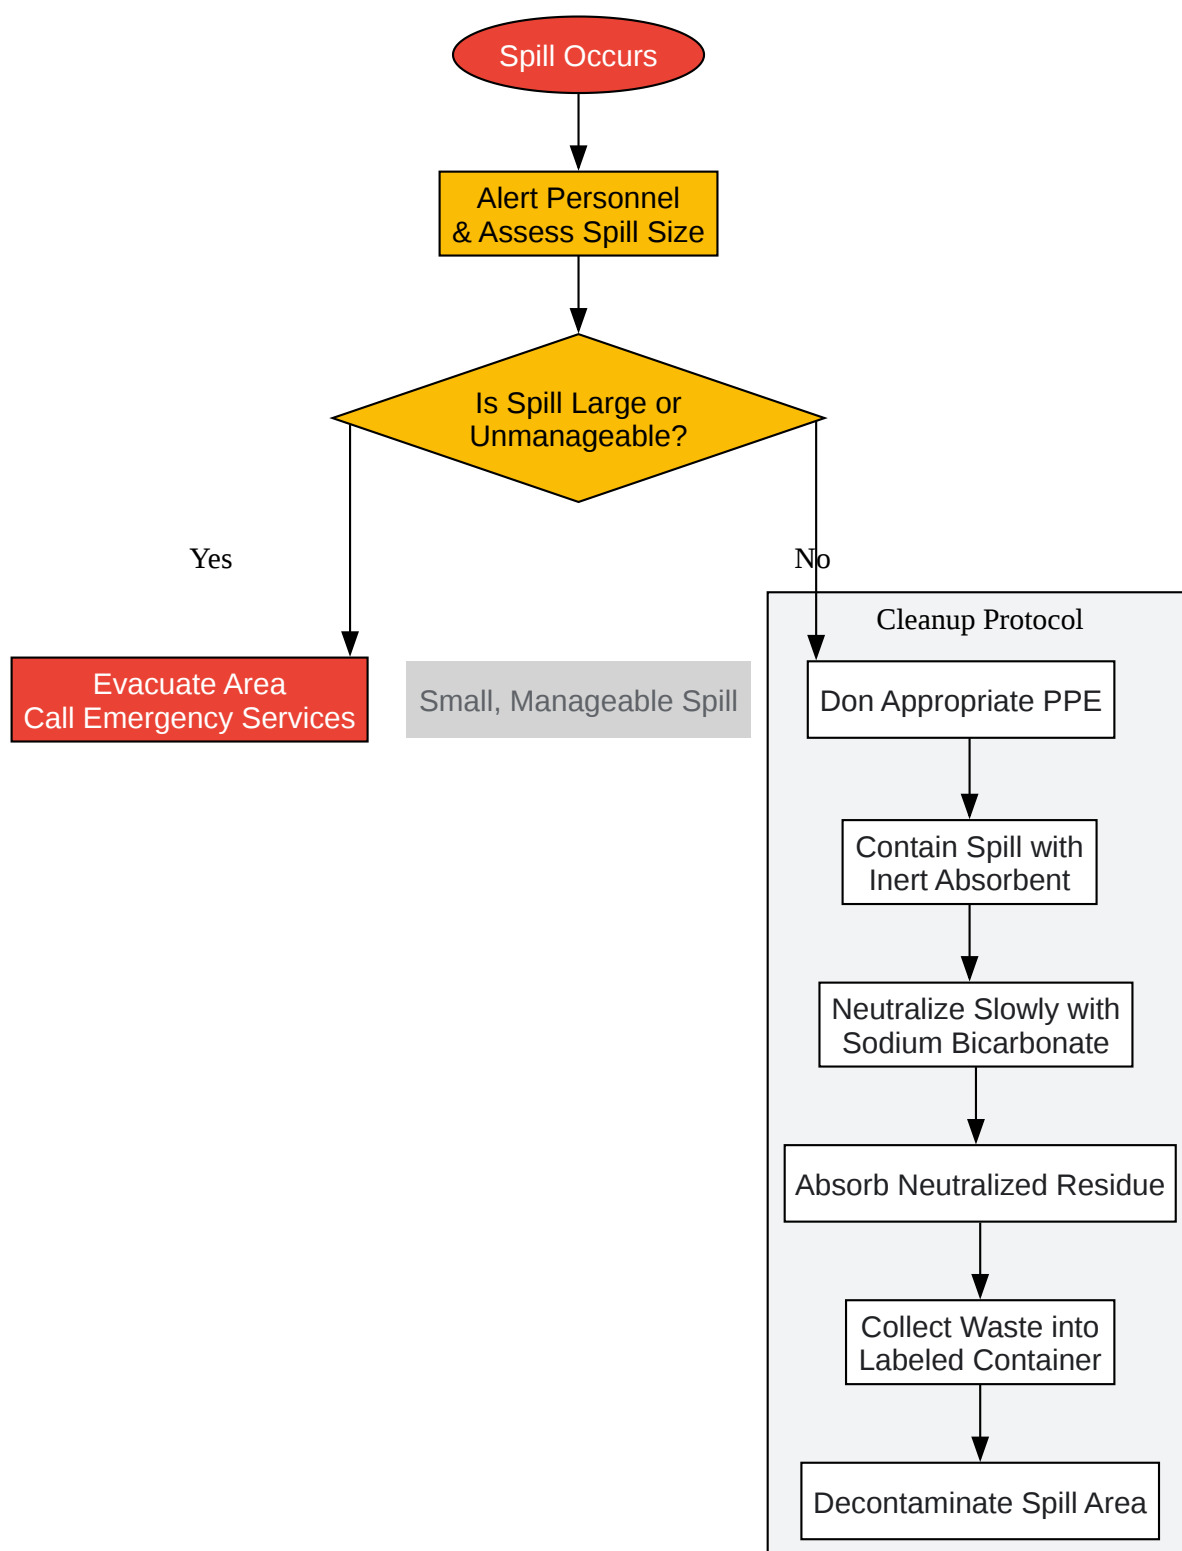 Spill Occurs
Alert Personnel
& Assess Spill Size
Is Spill Large or
Unmanageable?
Yes
No
Cleanup Protocol
Evacuate Area
Call Emergency Services
Small, Manageable Spill
Don Appropriate PPE
Contain Spill with
Inert Absorbent
Neutralize Slowly with
Sodium Bicarbonate
Absorb Neutralized Residue
Collect Waste into
Labeled Container
Decontaminate Spill Area